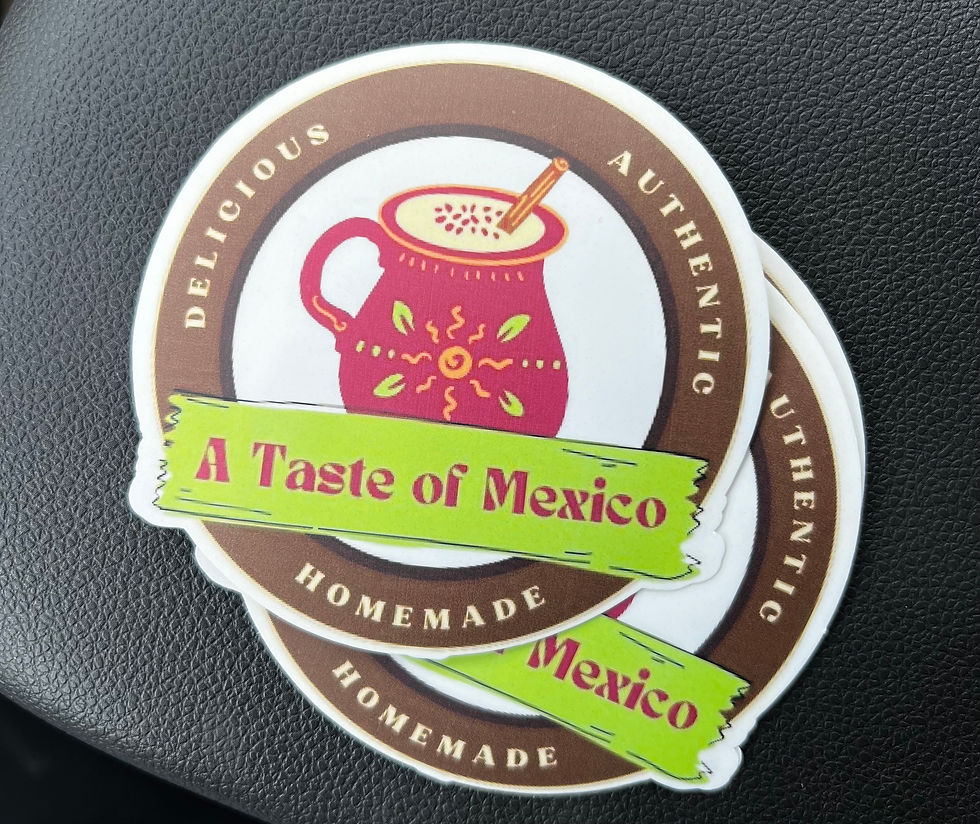 DELICIOUS
AUTHENTIC
A Taste of Mexico
HOMEMADE
UTHENTIC
Mexico
HOMEMADE